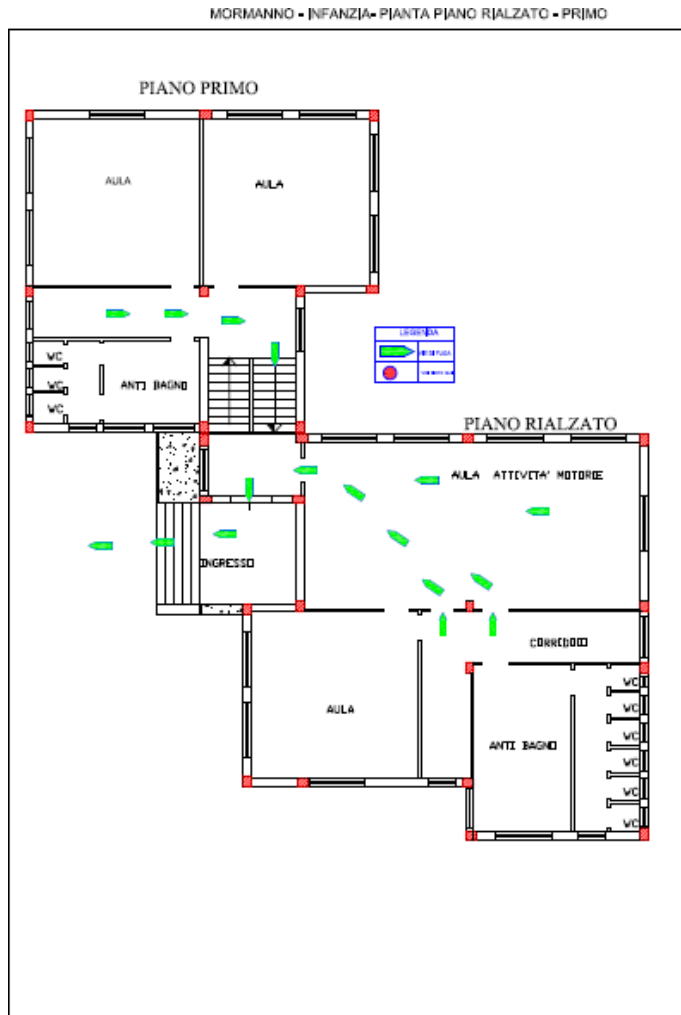 MORMANNO - INFANZIA- PIANTA PIANO RIALZATO - PRIMO
PIANO PRIMO
AULA
AULA
LEGENDA
WC
WC
ANTI BAGNO
WC
PIANO RIALZATO
AULA ATTIVITA' MOTORIE
INGRESSO
CORRIDOIO
WC
AULA
WC
ANTI BAGNO
WC
WC
WC
WC